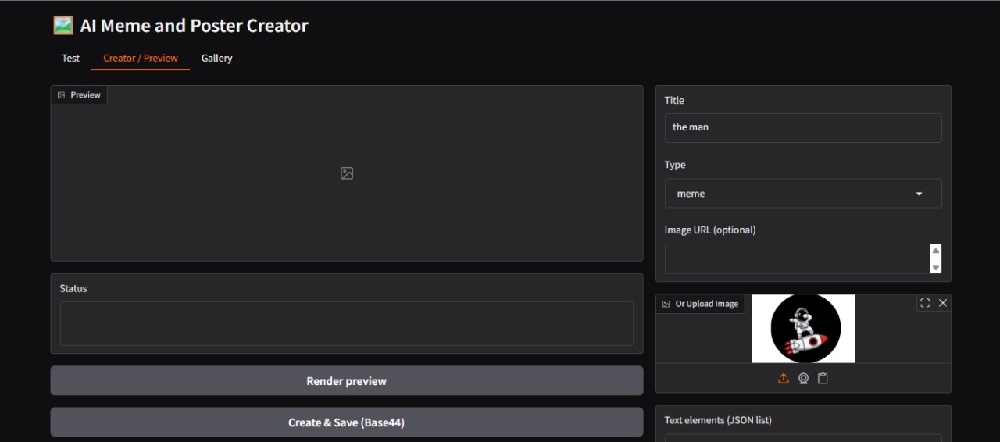 AI Meme and Poster Creator
Test
Creator / Preview
Gallery
Preview
Status
Render preview
Create & Save (Base44)
Title
the man
Type
meme
Image URL (optional)
Or Upload Image
Text elements (JSON list)